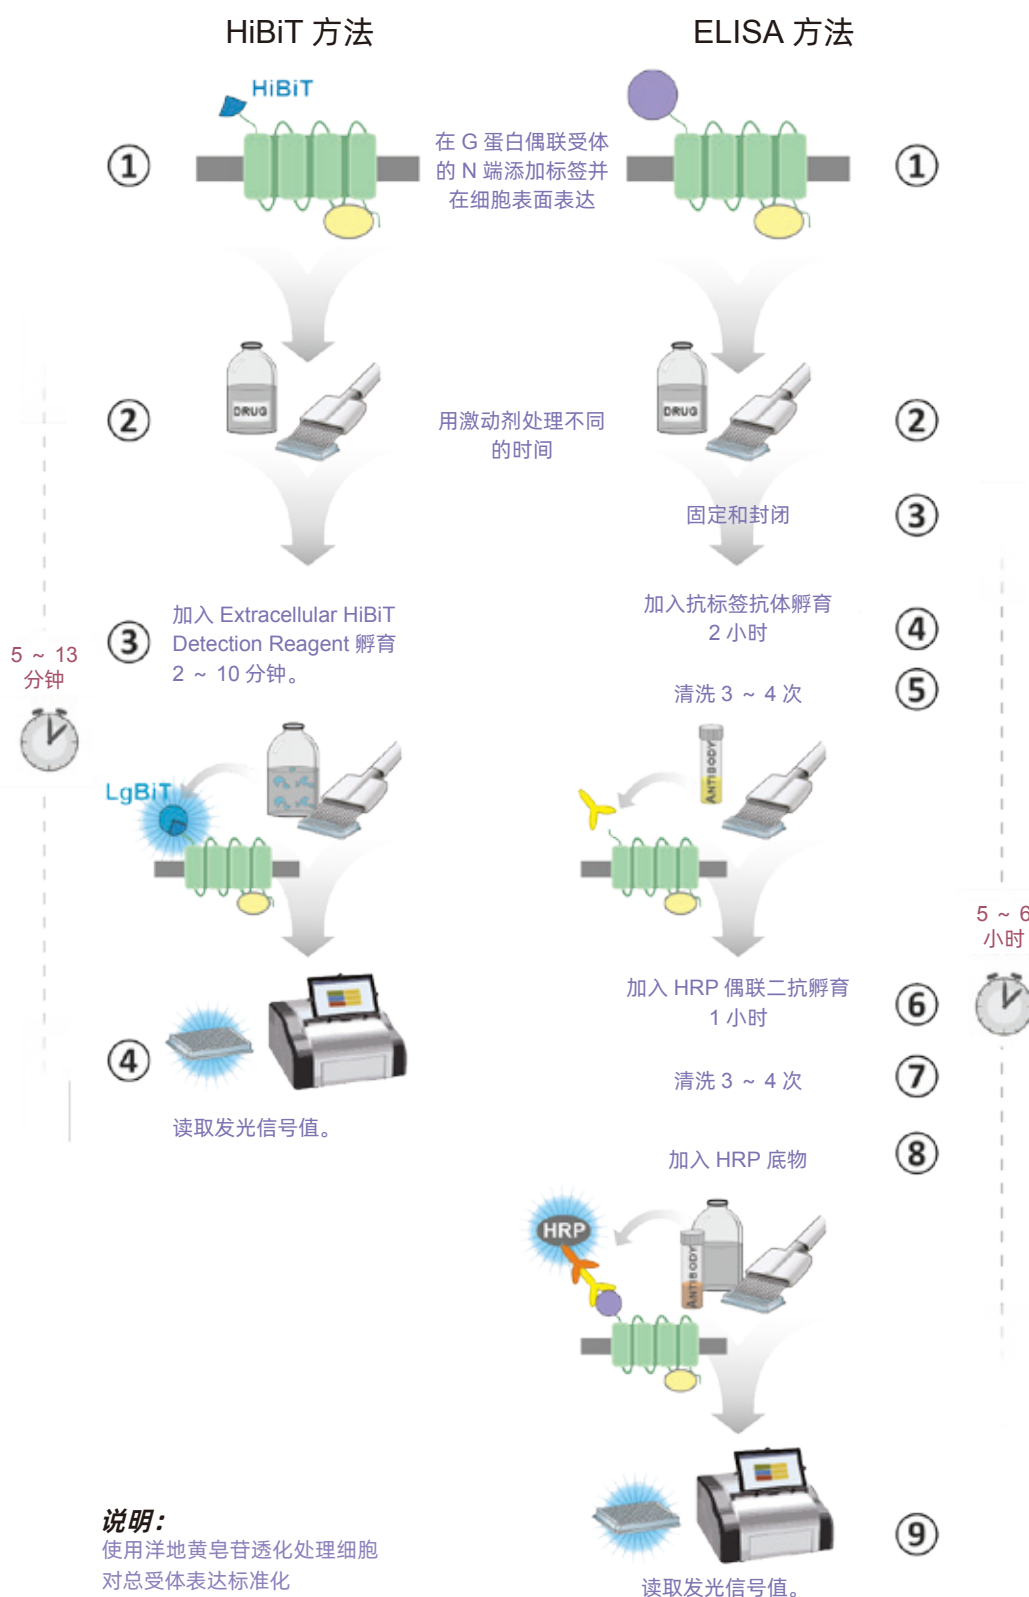 HiBiT 方法
ELISA 方法
HiBiT
①
在 G 蛋白偶联受体
的 N 端添加标签并
在细胞表面表达
①
DRUG
②
用激动剂处理不同
的时间
DRUG
②
固定和封闭
③
5 ~ 13
分钟
③
加入 Extracellular HiBiT
Detection Reagent 孵育
2 ~ 10 分钟。
加入抗标签抗体孵育
2 小时
④
清洗 3 ~ 4 次
⑤
LgBiT
ANTIBODY
5 ~ 6
小时
加入 HRP 偶联二抗孵育
1 小时
⑥
④
读取发光信号值。
清洗 3 ~ 4 次
⑦
加入 HRP 底物
⑧
HRP
ANTIBODY
⑨
读取发光信号值。
说明：
使用洋地黄皂苷透化处理细胞
对总受体表达标准化